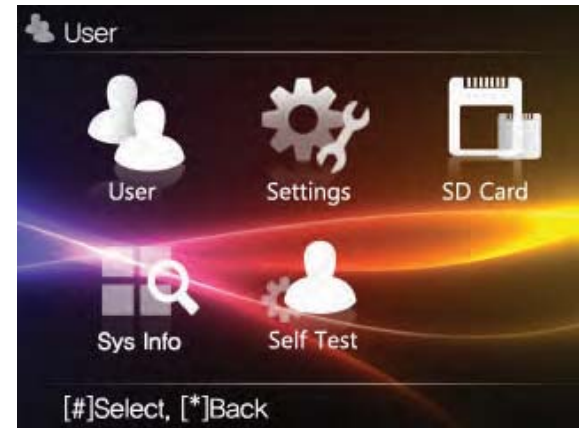 User
User Settings SD Card
Sys Info Self Test
[#]Select, [*]Back